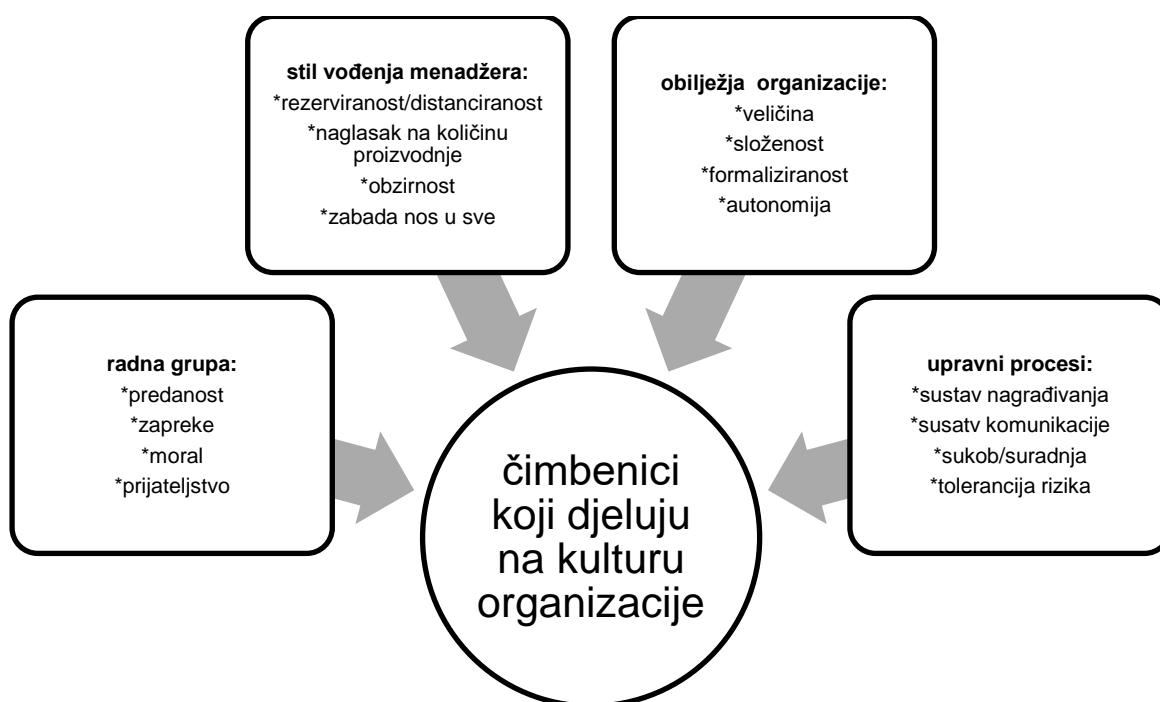 stil vođenja menadžera:
*rezerviranost/distanciranost
*naglasak na količinu
proizvodnje
*obzirnost
*zabada nos u sve
obilježja  organizacije:
*veličina
*složenost
*formaliziranost
*autonomija
radna grupa:
*predanost
*zapreke
*moral
*prijateljstvo
upravni procesi:
*sustav nagrađivanja
*susatv komunikacije
*sukob/suradnja
*tolerancija rizika
čimbenici
koji djeluju
na kulturu
organizacije